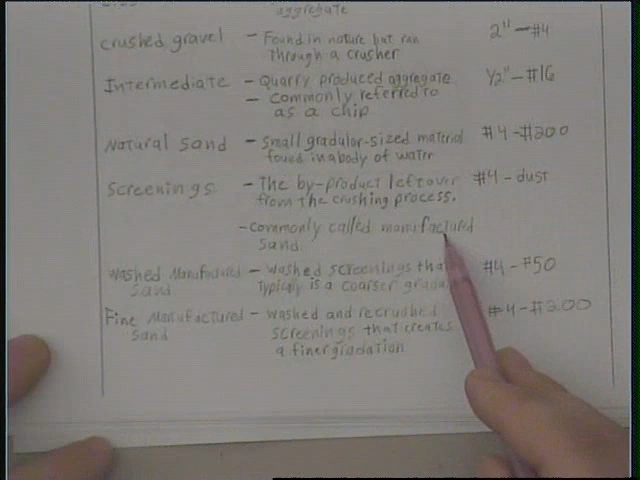 aggregate
crushed gravel - Found in nature but ran 2" - #4
through a crusher
Intermediate - Quarry produced aggregate 1/2" - #16
- commonly referred to
as a chip
Natural Sand - Small gradular-sized material #4 - #200
found in a body of water
Screenings - The by-product leftover #4 - dust
from the crushing process.
- commonly called manufactured
sand
Washed Manufactured - washed screenings that #4 - #50
Sand typically is a coarser
Fine Manufactured - washed and recrushed #4 - #200
Sand screenings that creates
a finer gradation